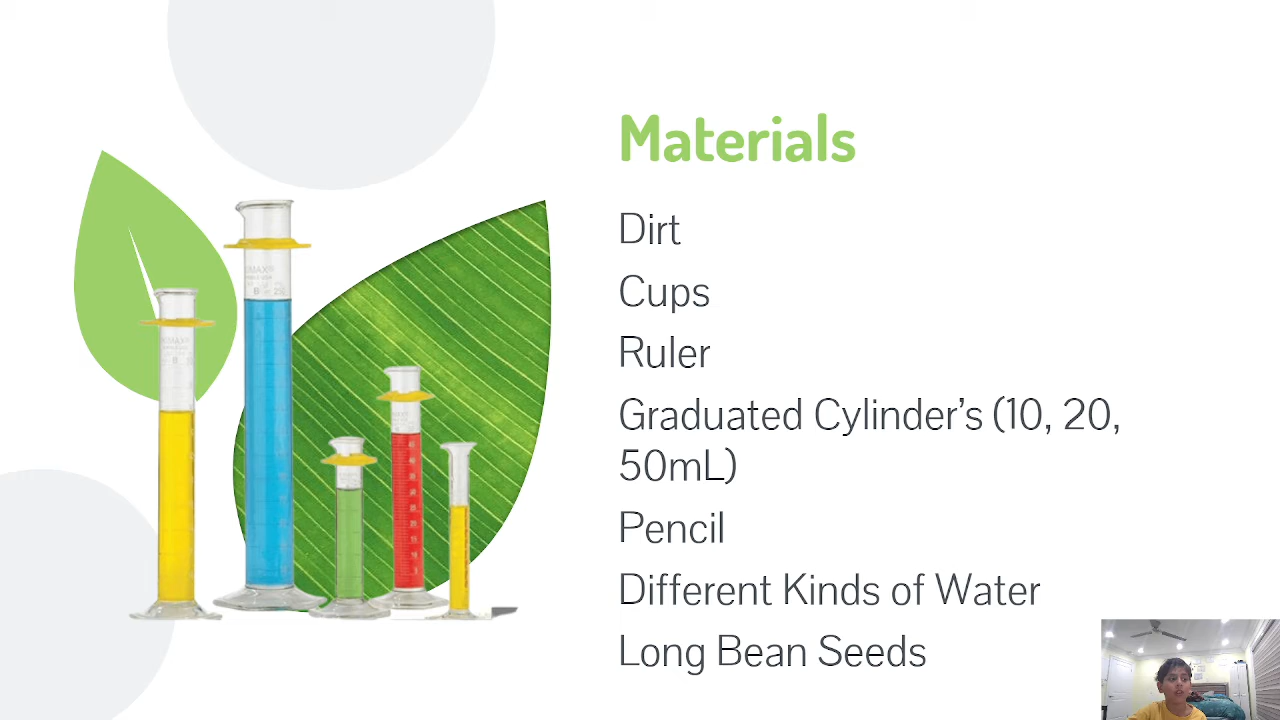 Materials
Dirt
Cups
Ruler
Graduated Cylinder’s (10, 20,
50mL)
Pencil
Different Kinds of Water
Long Bean Seeds